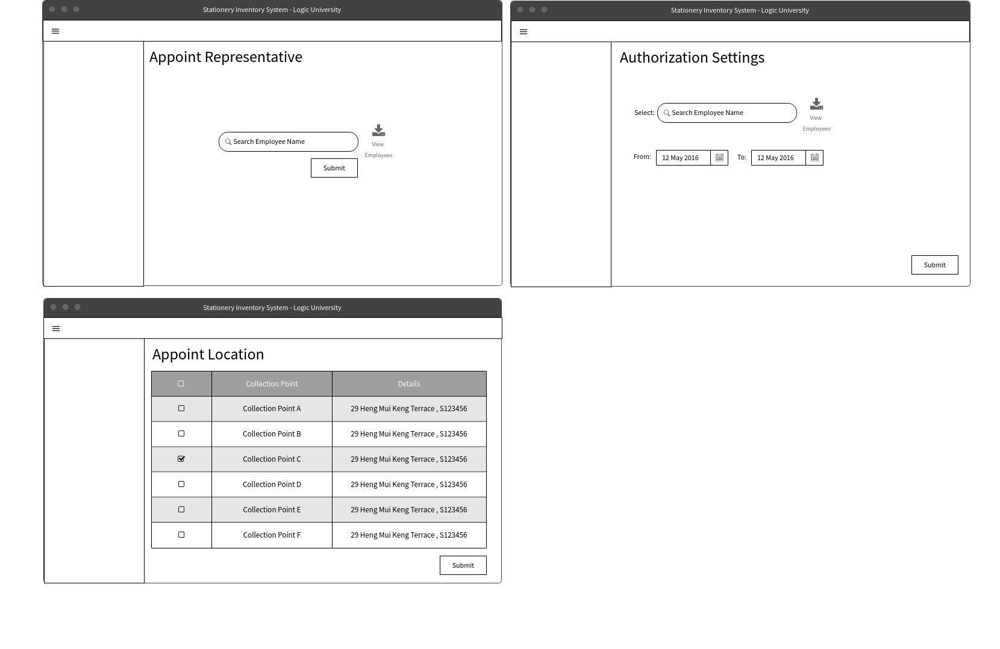 Stationery Inventory System - Logic University
Appoint Representative
Search Employee Name
View
Employees
Submit
Stationery Inventory System - Logic University
Authorization Settings
Select: Search Employee Name
View
Employees
From: 12 May 2016 To: 12 May 2016
Submit
Stationery Inventory System - Logic University
Appoint Location
Collection Point Details
Collection Point A 29 Heng Mui Keng Terrace , S123456
Collection Point B 29 Heng Mui Keng Terrace , S123456
Collection Point C 29 Heng Mui Keng Terrace , S123456
Collection Point D 29 Heng Mui Keng Terrace , S123456
Collection Point E 29 Heng Mui Keng Terrace , S123456
Collection Point F 29 Heng Mui Keng Terrace , S123456
Submit